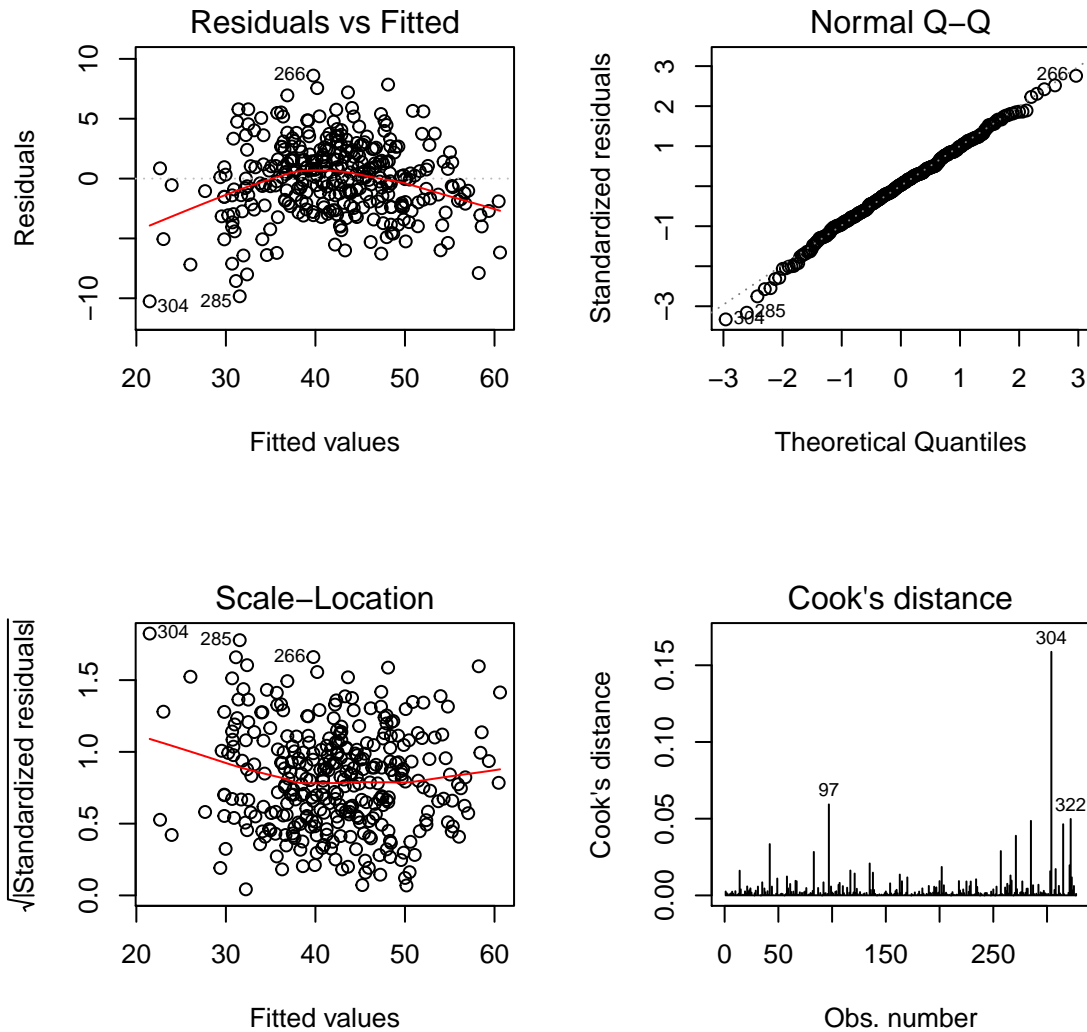 Residuals vs Fitted
Residuals
10
5
0
−10
266
304
285
20 30 40 50 60
Fitted values
Normal Q−Q
Standardized residuals
3
2
1
−1
−3
266
285
304
−3 −2 −1 0 1 2 3
Theoretical Quantiles
Scale−Location
√|Standardized residuals|
1.5
1.0
0.5
0.0
304
285
266
20 30 40 50 60
Fitted values
Cook's distance
Cook's distance
0.15
0.10
0.05
0.00
304
97
322
0 50 150 250
Obs. number